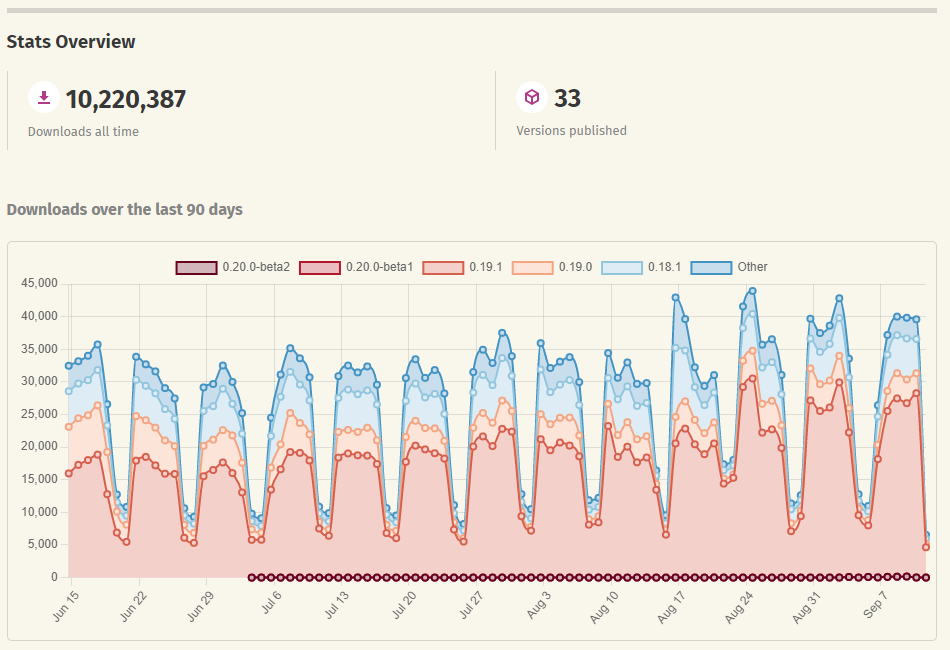 Stats Overview
10,220,387
Downloads all time
33
Versions published
Downloads over the last 90 days
0.20.0-beta2 0.20.0-beta1 0.19.1 0.19.0 0.18.1 Other
45,000
40,000
35,000
30,000
25,000
20,000
15,000
10,000
5,000
0
Jun 15 Jun 22 Jun 29 Jul 6 Jul 13 Jul 20 Jul 27 Aug 3 Aug 10 Aug 17 Aug 24 Aug 31 Sep 7